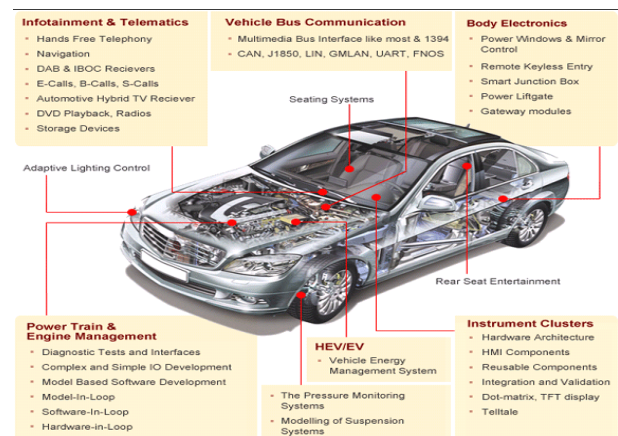 Infotainment & Telematics
Hands Free Telephony
Navigation
DAB & IBOC Recievers
E-Calls, B-Calls, S-Calls
Automotive Hybrid TV Reciever
DVD Playback, Radios
Storage Devices
Vehicle Bus Communication
Multimedia Bus Interface like most & 1394
CAN, J1850, LIN, GMLAN, UART, FNOS
Body Electronics
Power Windows & Mirror
Control
Remote Keyless Entry
Smart Junction Box
Power Liftgate
Gateway modules
Seating Systems
Adaptive Lighting Control
Rear Seat Entertainment
Power Train &
Engine Management
Diagnostic Tests and Interfaces
Complex and Simple IO Development
Model Based Software Development
Model-In-Loop
Software-In-Loop
Hardware-in-Loop
HEV/EV
Vehicle Energy
Management System
The Pressure Monitoring
Systems
Modelling of Suspension
Systems
Instrument Clusters
Hardware Architecture
HMI Components
Reusable Components
Integration and Validation
Dot-matrix, TFT display
Telltale